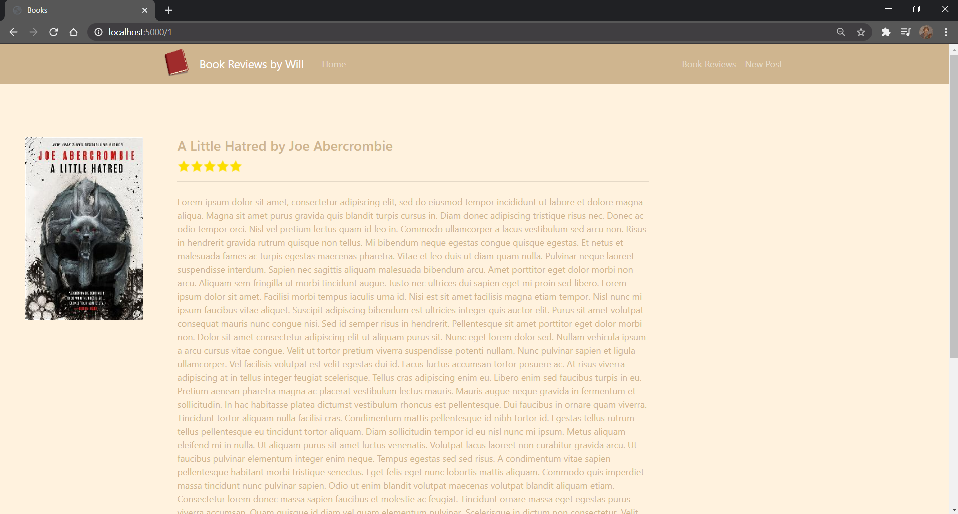 Books
localhost:5000/1
Book Reviews by Will
Home
Book Reviews
New Post
JOE ABERCROMBIE
A LITTLE HATRED
A Little Hatred by Joe Abercrombie
Lorem ipsum dolor sit amet, consectetur adipiscing elit, sed do eiusmod tempor incididunt ut labore et dolore magna
aliqua. Magna sit amet purus gravida quis blandit turpis cursus in. Diam donec adipiscing tristique risus nec. Donec ac
odio tempor orci. Nisl vel pretium lectus quam id leo in. Commodo ullamcorper a lacus vestibulum sed arcu non. Risus
in hendrerit gravida rutrum quisque non tellus. Mi bibendum neque egestas congue quisque egestas. Et netus et
malesuada fames ac turpis egestas maecenas pharetra. Vitae et leo duis ut diam quam nulla. Pulvinar neque laoreet
suspendisse interdum. Sapien nec sagittis aliquam malesuada bibendum arcu. Amet porttitor eget dolor morbi non
arcu. Aliquam sem fringilla ut morbi tincidunt augue. Justo nec ultrices dui sapien eget mi proin sed libero. Lorem
ipsum dolor sit amet. Facilisi morbi tempus iaculis urna id. Nisi est sit amet facilisis magna etiam tempor. Nisl nunc mi
ipsum faucibus vitae aliquet. Suscipit adipiscing bibendum est ultricies integer quis auctor elit. Purus sit amet volutpat
consequat mauris nunc congue nisi. Sed id semper risus in hendrerit. Pellentesque sit amet porttitor eget dolor morbi
non. Dolor sit amet consectetur adipiscing elit ut aliquam purus sit. Nunc eget lorem dolor sed. Nullam vehicula ipsum
a arcu cursus vitae congue. Velit ut tortor pretium viverra suspendisse potenti nullam. Nunc pulvinar sapien et ligula
ullamcorper. Vel facilisis volutpat est velit egestas dui id. Lacus luctus accumsan tortor posuere ac. At risus viverra
adipiscing at in tellus integer feugiat scelerisque. Tellus cras adipiscing enim eu. Libero enim sed faucibus turpis in eu.
Pretium aenean pharetra magna ac placerat vestibulum lectus mauris. Mauris augue neque gravida in fermentum et
sollicitudin. In hac habitasse platea dictumst vestibulum rhoncus est pellentesque. Dui faucibus in ornare quam viverra.
Tincidunt tortor aliquam nulla facilisi cras. Condimentum mattis pellentesque id nibh tortor id. Egestas tellus rutrum
tellus pellentesque eu tincidunt tortor aliquam. Diam sollicitudin tempor id eu nisl nunc mi ipsum. Metus aliquam
eleifend mi in nulla. Ut aliquam purus sit amet luctus venenatis. Volutpat lacus laoreet non curabitur gravida arcu. Ut
faucibus pulvinar elementum integer enim neque. Tempus egestas sed sed risus. A condimentum vitae sapien
pellentesque habitant morbi tristique senectus. Eget felis eget nunc lobortis mattis aliquam. Commodo quis imperdiet
massa tincidunt nunc pulvinar sapien. Odio ut enim blandit volutpat maecenas volutpat blandit aliquam etiam.
Consectetur lorem donec massa sapien faucibus et molestie ac feugiat. Tincidunt ornare massa eget egestas purus
viverra accumsan. Quam quisque id diam vel quam elementum pulvinar. Scelerisque in dictum non consectetur. Velit